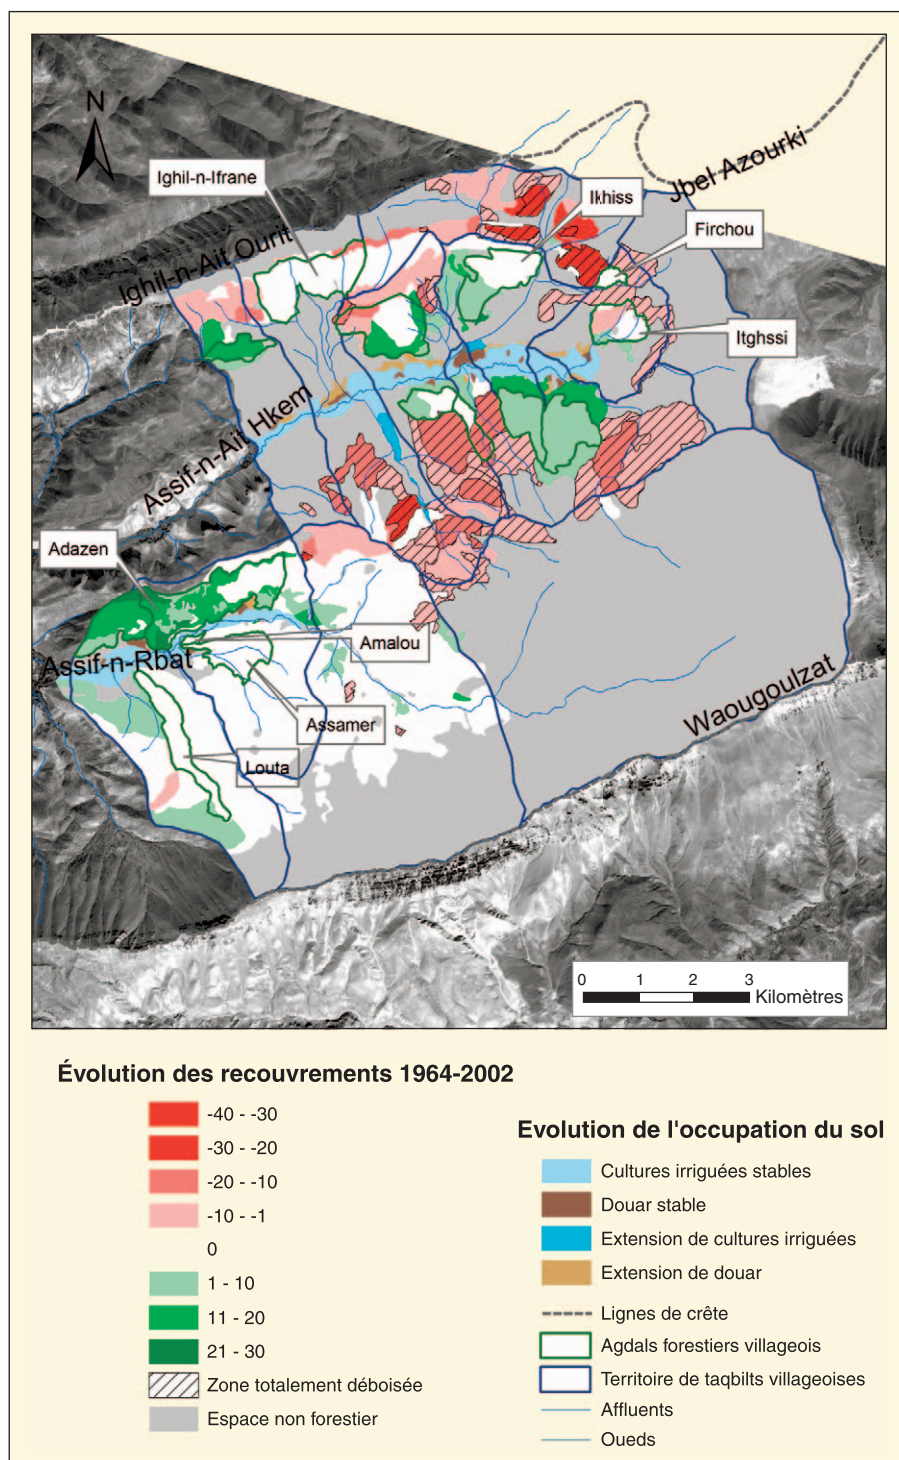 N
Ighil-n-Ifrane
Jbel Azourki
Ikhiss
Firchou
Ighil-n-Ait Ourit
Itghssi
Assif-n-Ait Hkem
Adazen
Amalou
Assif-n-Rbat
Assamer
Waougoulzat
Louta
0 1 2 3
Kilomètres
Évolution des recouvrements 1964-2002
-40 - -30
-30 - -20
-20 - -10
-10 - -1
0
1 - 10
11 - 20
21 - 30
Zone totalement déboisée
Espace non forestier
Evolution de l'occupation du sol
Cultures irriguées stables
Douar stable
Extension de cultures irriguées
Extension de douar
Lignes de crête
Agdals forestiers villageois
Territoire de taqbilts villageoises
Affluents
Oueds